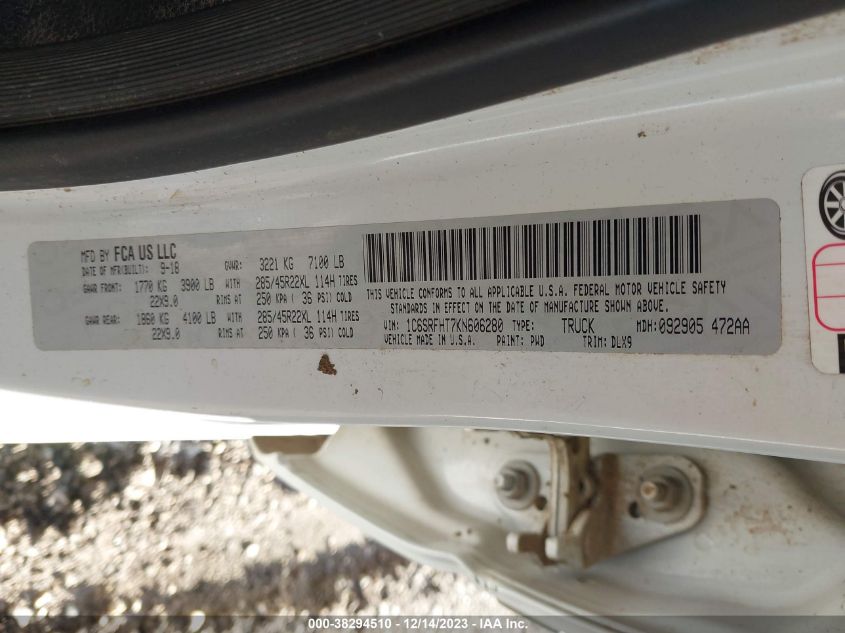 MFD BY FCA US LLC
DATE OF MFR(BUILT): 9-18 GVWR: 3221 KG 7100 LB
GAWR FRONT: 1770 KG 3900 LB WITH 285/45R22XL 114H TIRES
22X9.0 RIMS AT 250 KPA ( 36 PSI) COLD
GAWR REAR: 1860 KG 4100 LB WITH 285/45R22XL 114H TIRES
22X9.0 RIMS AT 250 KPA ( 36 PSI) COLD
THIS VEHICLE CONFORMS TO ALL APPLICABLE U.S.A. FEDERAL MOTOR VEHICLE SAFETY
STANDARDS IN EFFECT ON THE DATE OF MANUFACTURE SHOWN ABOVE.
VIN: 1C6SRFHT7KN606280 TYPE: TRUCK MDH: 092905 472AA
VEHICLE MADE IN U.S.A. PAINT: PWD TRIM: DLX9
000-38294510 - 12/14/2023 - IAA Inc.